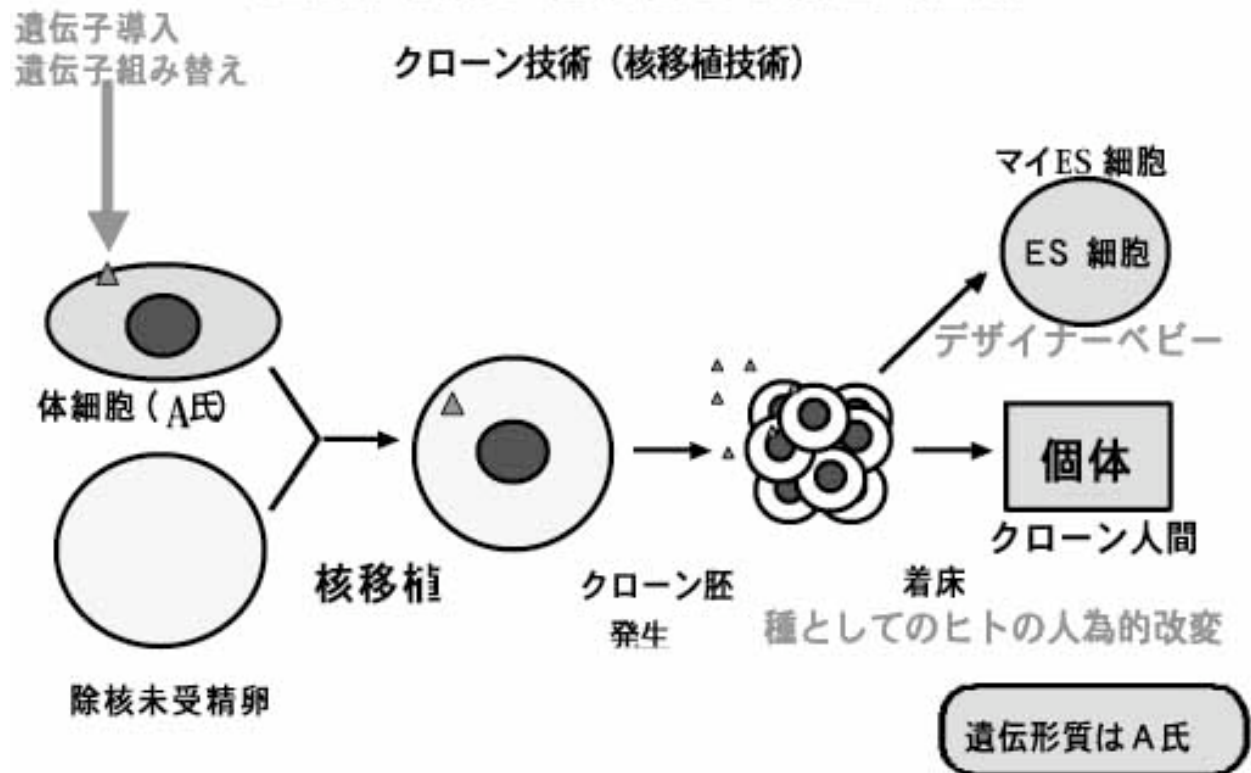 遺伝子導入
遺伝子組み替え
クローン技術（核移植技術）
マイES 細胞
ES 細胞
デザイナーベビー
体細胞（A氏）
個体
クローン人間
核移植
クローン胚
発生
着床
種としてのヒトの人為的改変
除核未受精卵
遺伝形質はA氏